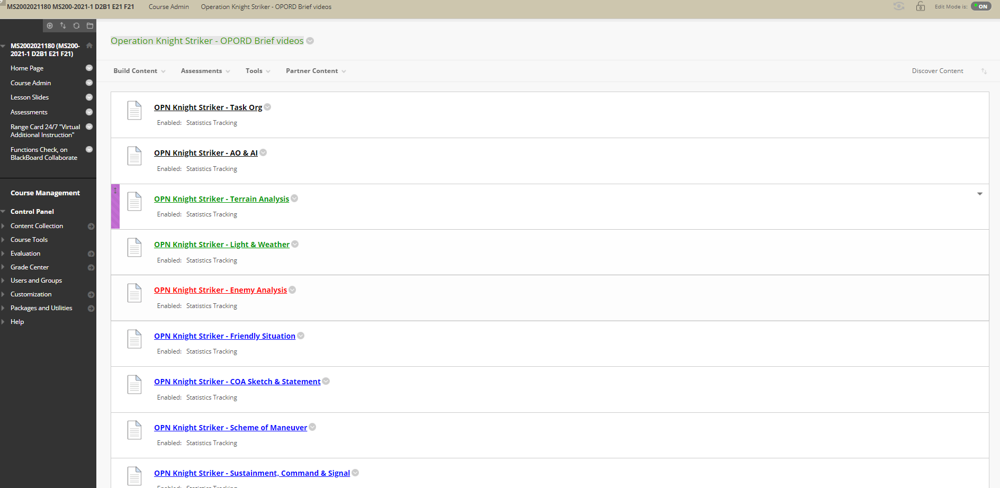 MS2002021180 MS200-2021-1 D2B1 E21 F21 Course Admin Operation Knight Striker - OPORD Brief videos Edit Mode is: ON
MS2002021180 (MS200-
2021-1 D2B1 E21 F21)
Home Page
Course Admin
Lesson Slides
Assessments
Range Card 24/7 "Virtual
Additional Instruction"
Functions Check, on
BlackBoard Collaborate
Course Management
Control Panel
Content Collection
Course Tools
Evaluation
Grade Center
Users and Groups
Customization
Packages and Utilities
Help
Operation Knight Striker - OPORD Brief videos
Build Content Assessments Tools Partner Content Discover Content
OPN Knight Striker - Task Org
Enabled: Statistics Tracking
OPN Knight Striker - AO & AI
Enabled: Statistics Tracking
OPN Knight Striker - Terrain Analysis
Enabled: Statistics Tracking
OPN Knight Striker - Light & Weather
Enabled: Statistics Tracking
OPN Knight Striker - Enemy Analysis
Enabled: Statistics Tracking
OPN Knight Striker - Friendly Situation
Enabled: Statistics Tracking
OPN Knight Striker - COA Sketch & Statement
Enabled: Statistics Tracking
OPN Knight Striker - Scheme of Maneuver
Enabled: Statistics Tracking
OPN Knight Striker - Sustainment, Command & Signal
Enabled: Statistics Tracking